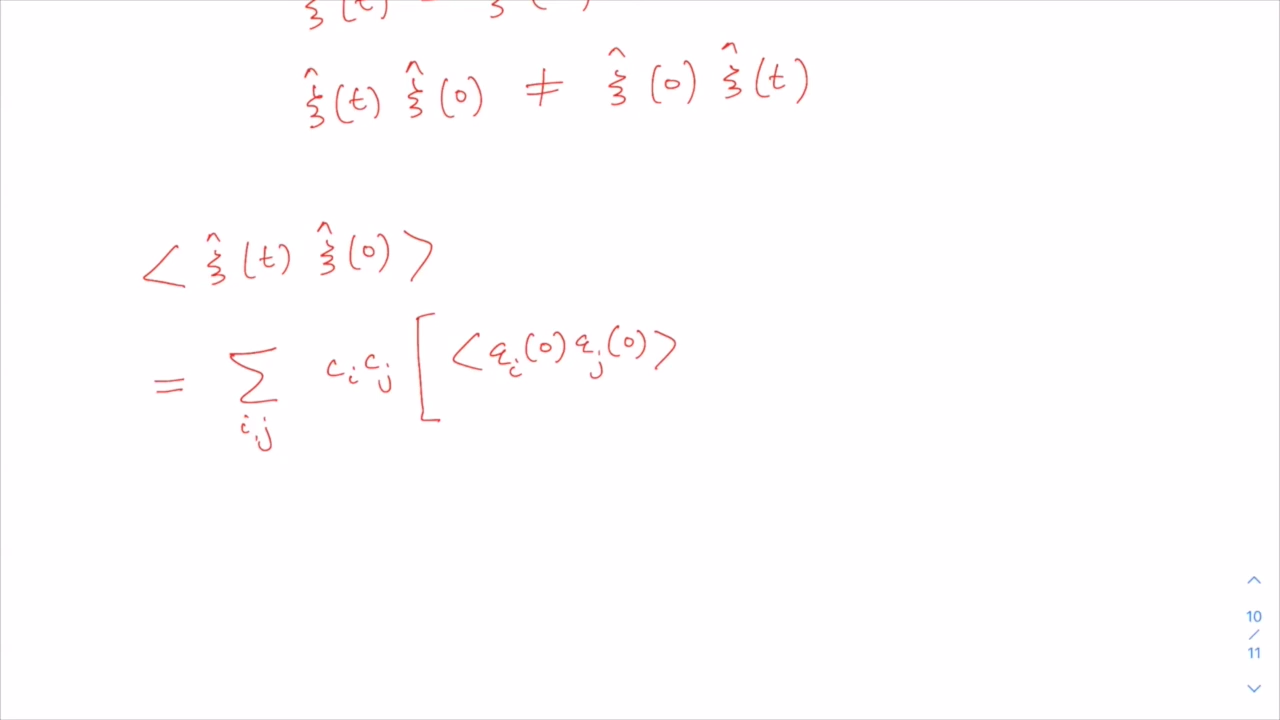 ξ̂(t) ξ̂(0) ≠ ξ̂(0) ξ̂(t)
< ξ̂(t) ξ̂(0) >
= Σ_{i,j} c_i c_j [ < q_i(0) q_j(0) >
10
/
11